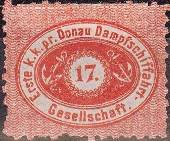 Erste k.k. pr. Donau Dampfschiffahrt
17.
Gesellschaft.